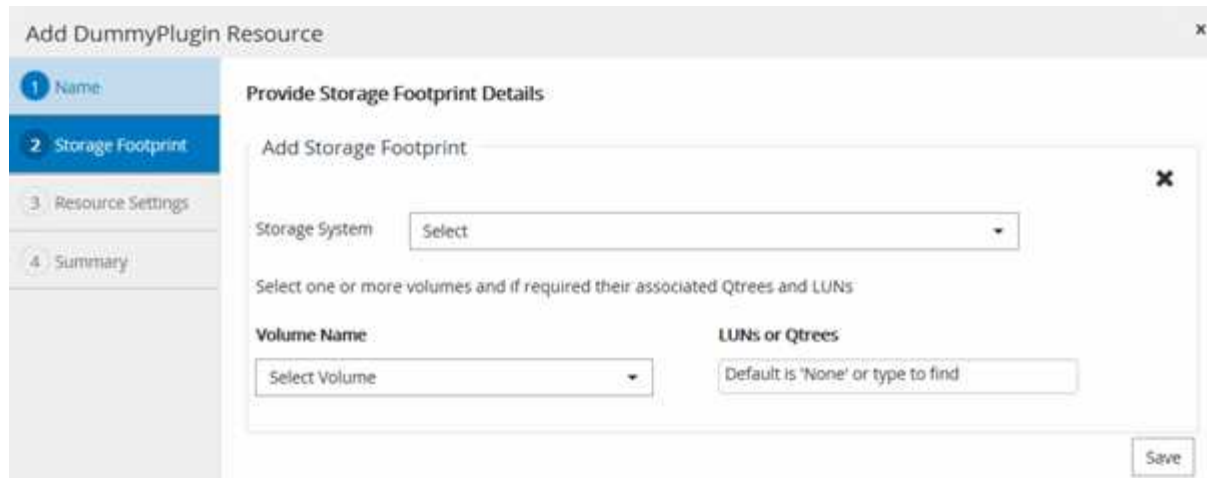 Add DummyPlugin Resource x
1 Name
2 Storage Footprint
3 Resource Settings
4 Summary
Provide Storage Footprint Details
Add Storage Footprint
Storage System Select
Select one or more volumes and if required their associated Qtrees and LUNs
Volume Name LUNs or Qtrees
Select Volume Default is 'None' or type to find
Save